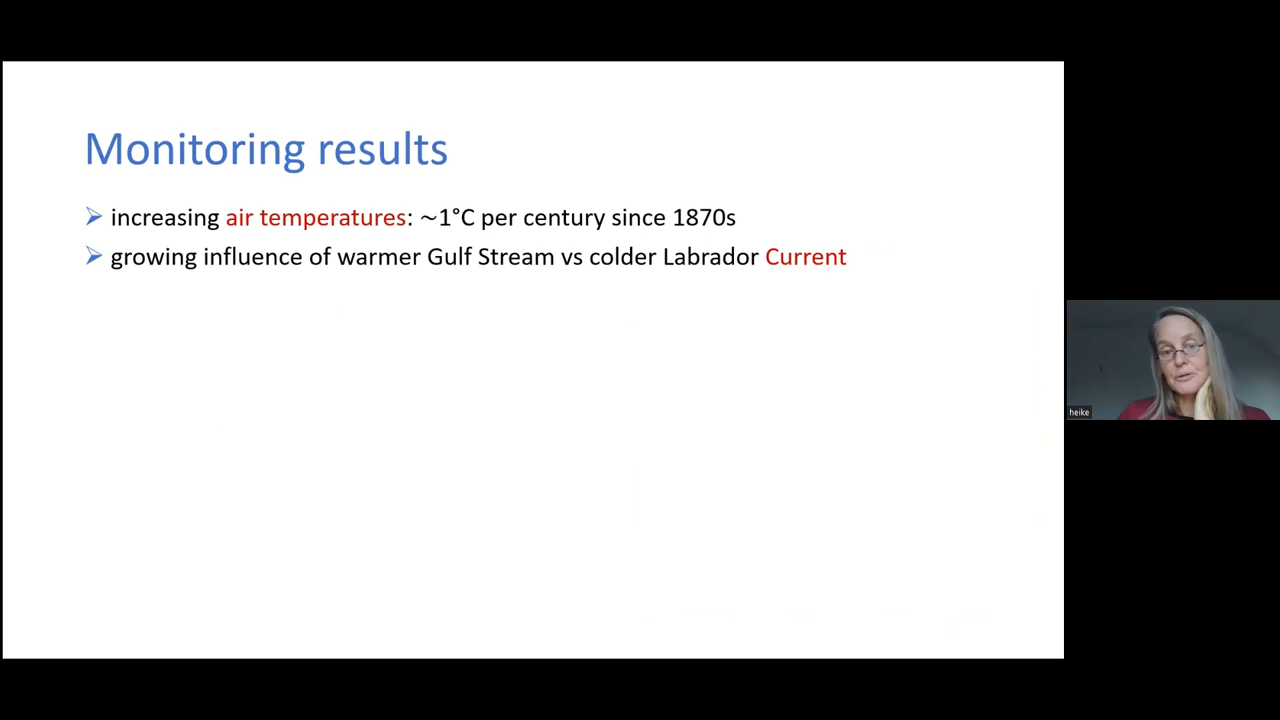 Monitoring results
➢ increasing air temperatures: ~1°C per century since 1870s
➢ growing influence of warmer Gulf Stream vs colder Labrador Current
heike